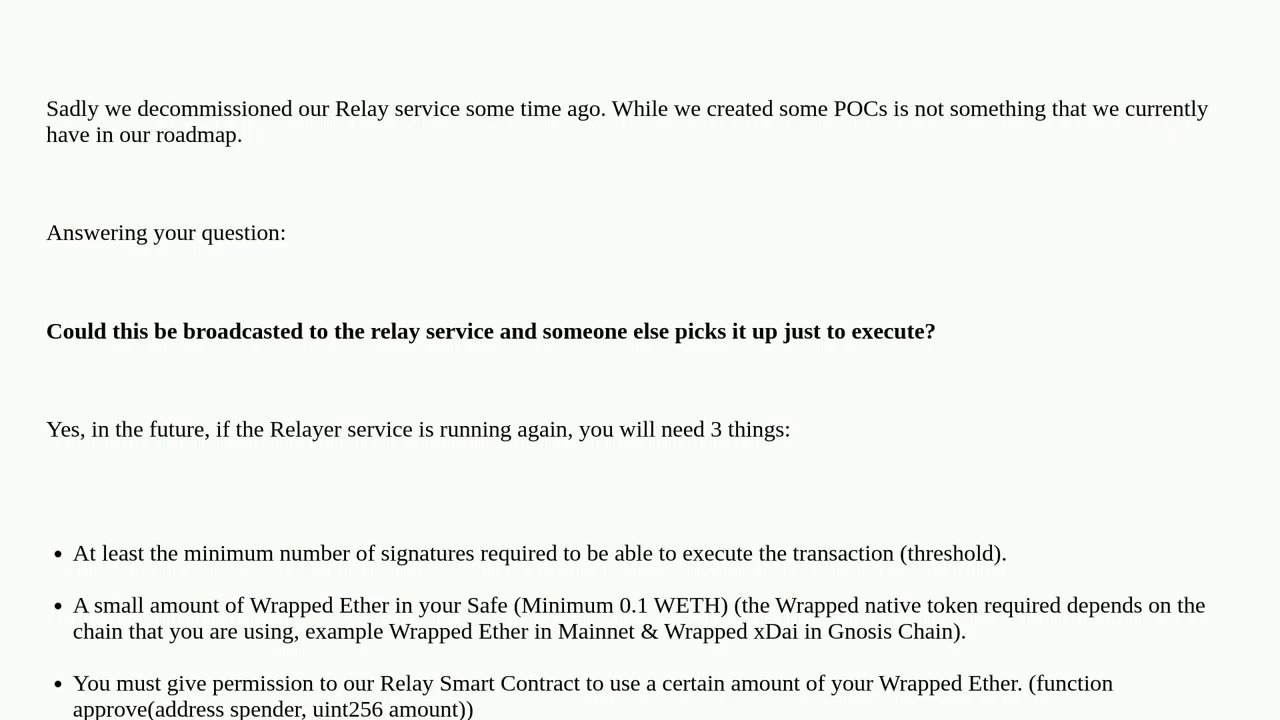 Sadly we decommissioned our Relay service some time ago. While we created some POCs is not something that we currently
have in our roadmap.
Answering your question:
Could this be broadcasted to the relay service and someone else picks it up just to execute?
Yes, in the future, if the Relayer service is running again, you will need 3 things:
• At least the minimum number of signatures required to be able to execute the transaction (threshold).
• A small amount of Wrapped Ether in your Safe (Minimum 0.1 WETH) (the Wrapped native token required depends on the
chain that you are using, example Wrapped Ether in Mainnet & Wrapped xDai in Gnosis Chain).
• You must give permission to our Relay Smart Contract to use a certain amount of your Wrapped Ether. (function
approve(address spender, uint256 amount))